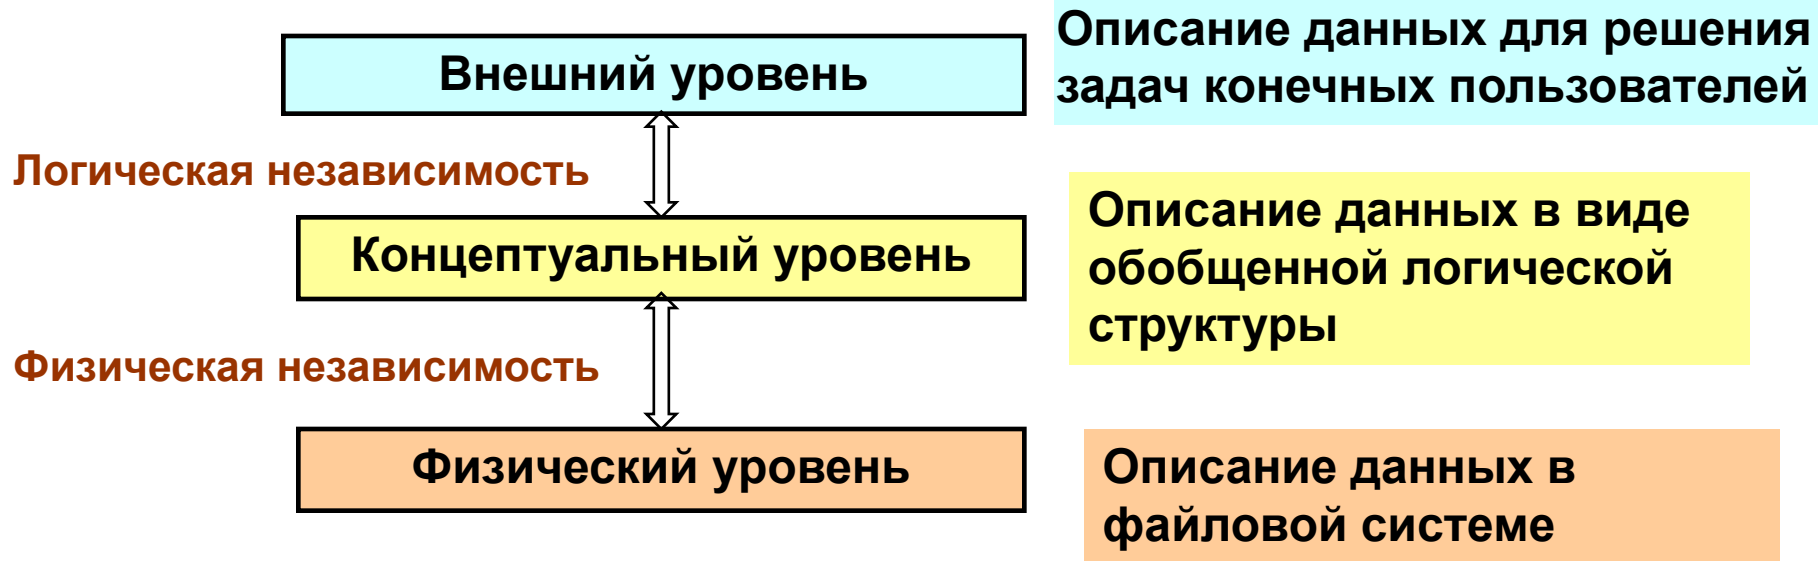 Внешний уровень
Описание данных для решения
задач конечных пользователей
Логическая независимость
Концептуальный уровень
Описание данных в виде
обобщенной логической
структуры
Физическая независимость
Физический уровень
Описание данных в
файловой системе